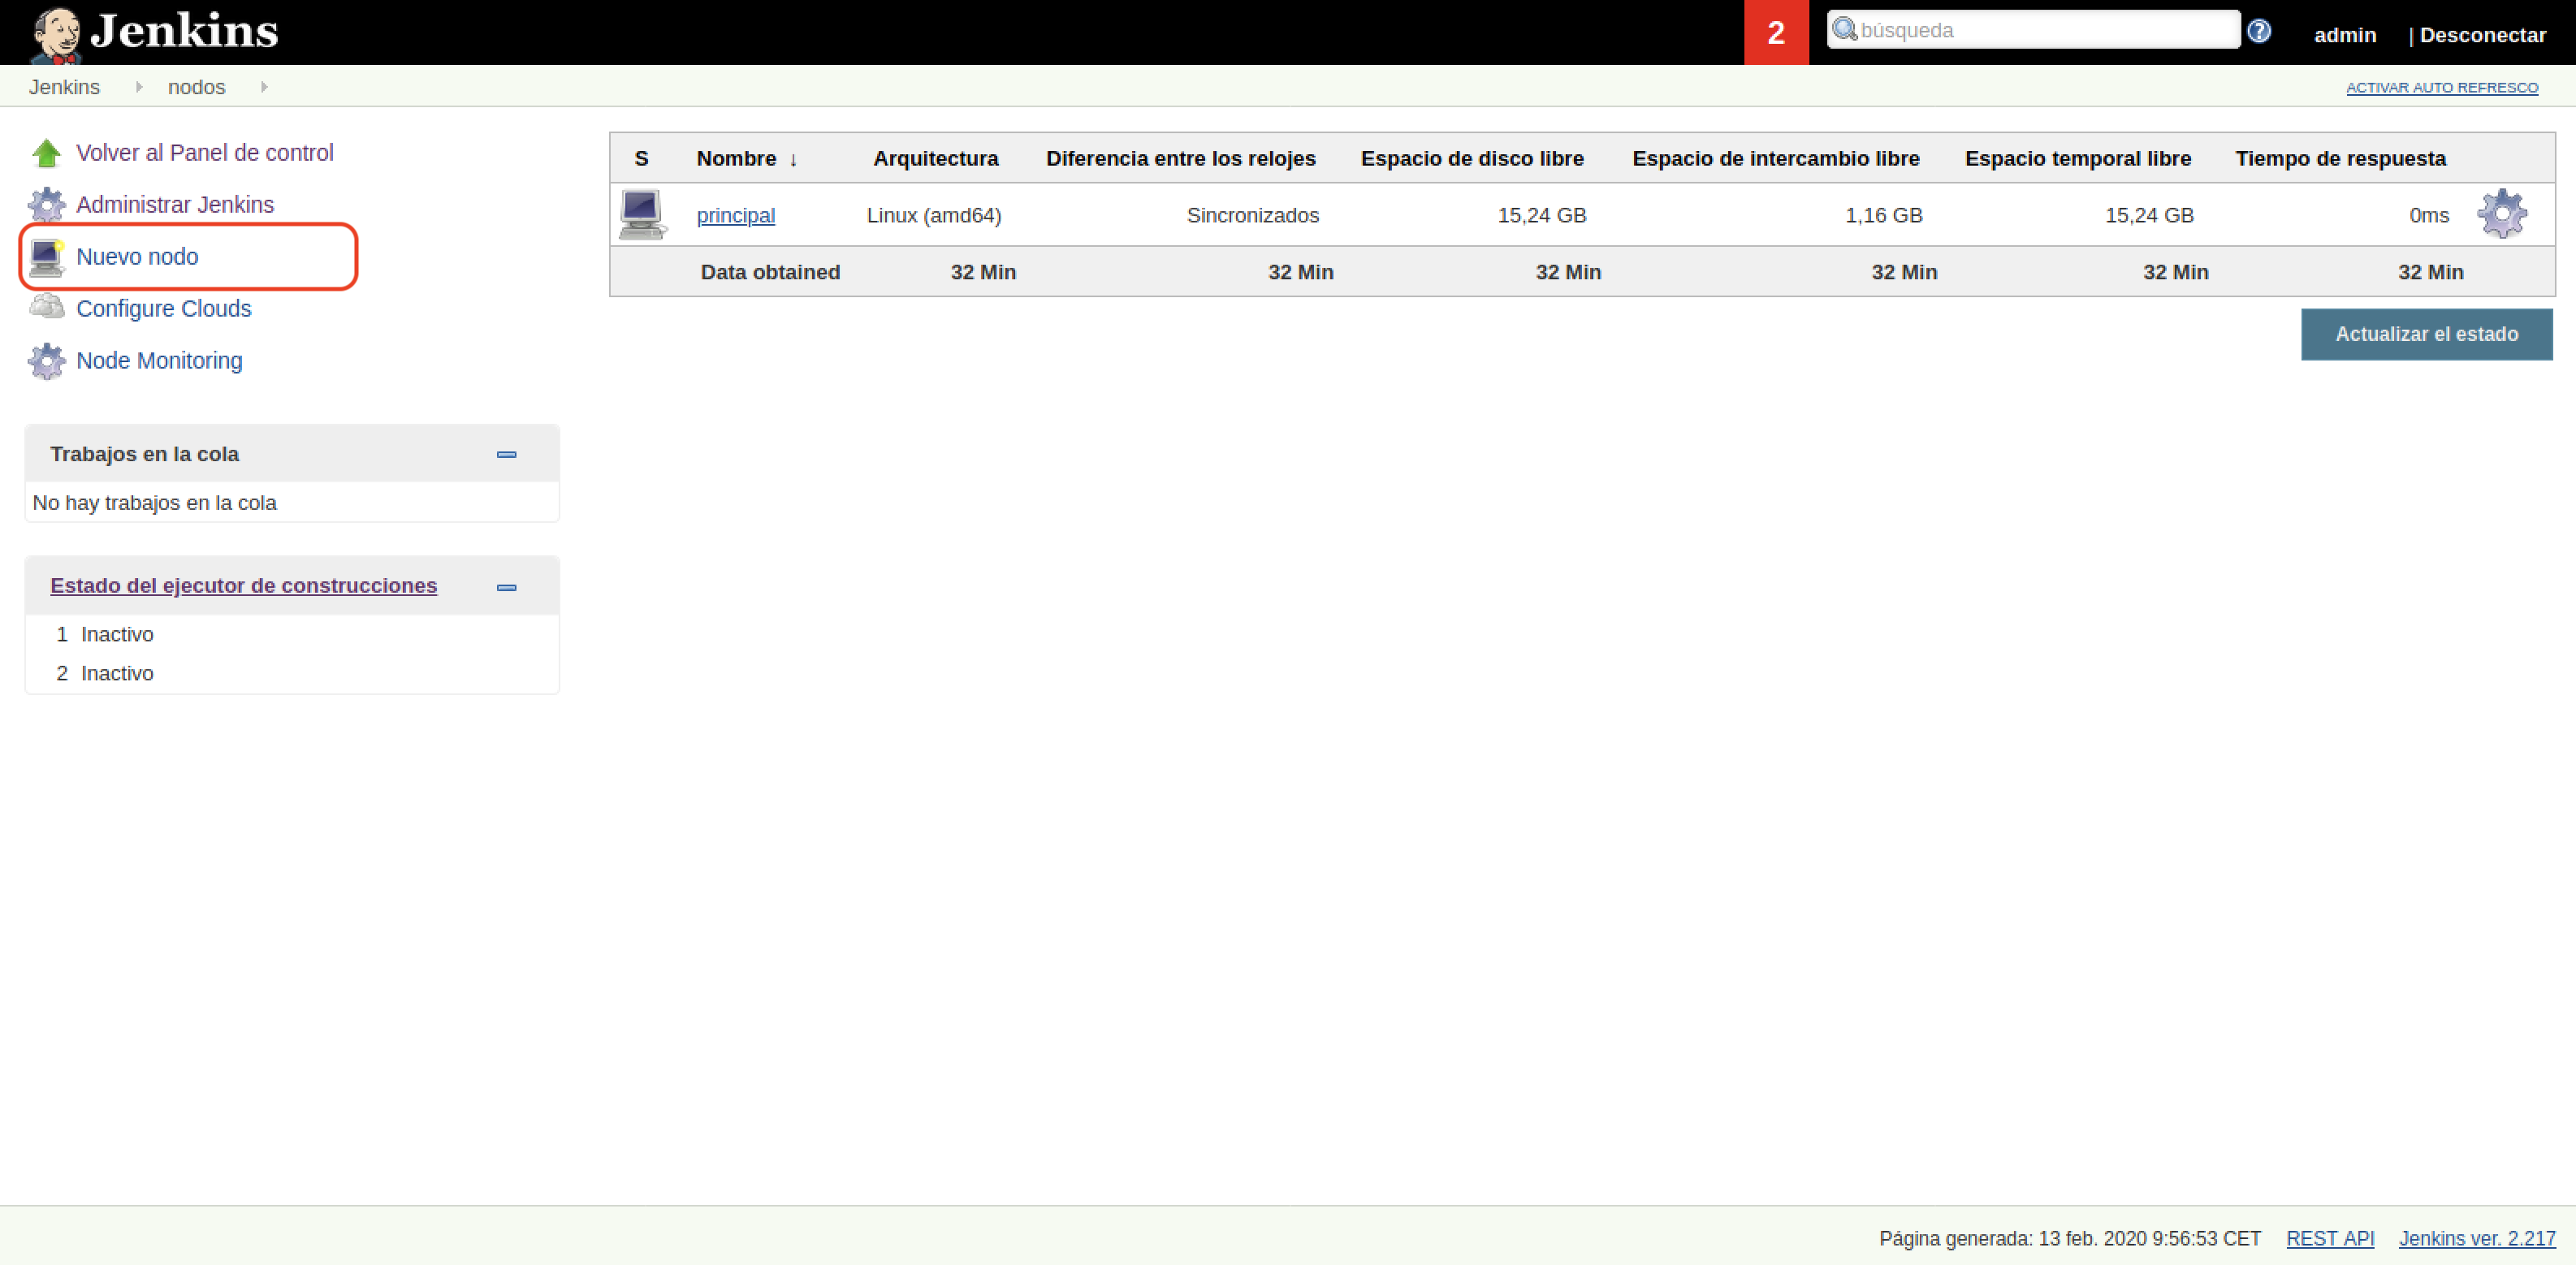 Jenkins
2
búsqueda
admin
| Desconectar
Jenkins
nodos
ACTIVAR AUTO REFRESCO
Volver al Panel de control
Administrar Jenkins
Nuevo nodo
Configure Clouds
Node Monitoring
S Nombre ↓ Arquitectura Diferencia entre los relojes Espacio de disco libre Espacio de intercambio libre Espacio temporal libre Tiempo de respuesta
principal Linux (amd64) Sincronizados 15,24 GB 1,16 GB 15,24 GB 0ms
Data obtained 32 Min 32 Min 32 Min 32 Min 32 Min 32 Min
Actualizar el estado
Trabajos en la cola
No hay trabajos en la cola
Estado del ejecutor de construcciones
1 Inactivo
2 Inactivo
Página generada: 13 feb. 2020 9:56:53 CET REST API Jenkins ver. 2.217